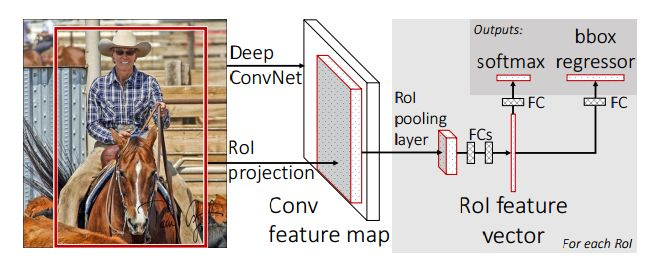 Deep
ConvNet
RoI
projection
Conv
feature map
RoI
pooling
layer
FCs
Outputs:
softmax
bbox
regressor
FC
FC
RoI feature
vector
For each RoI